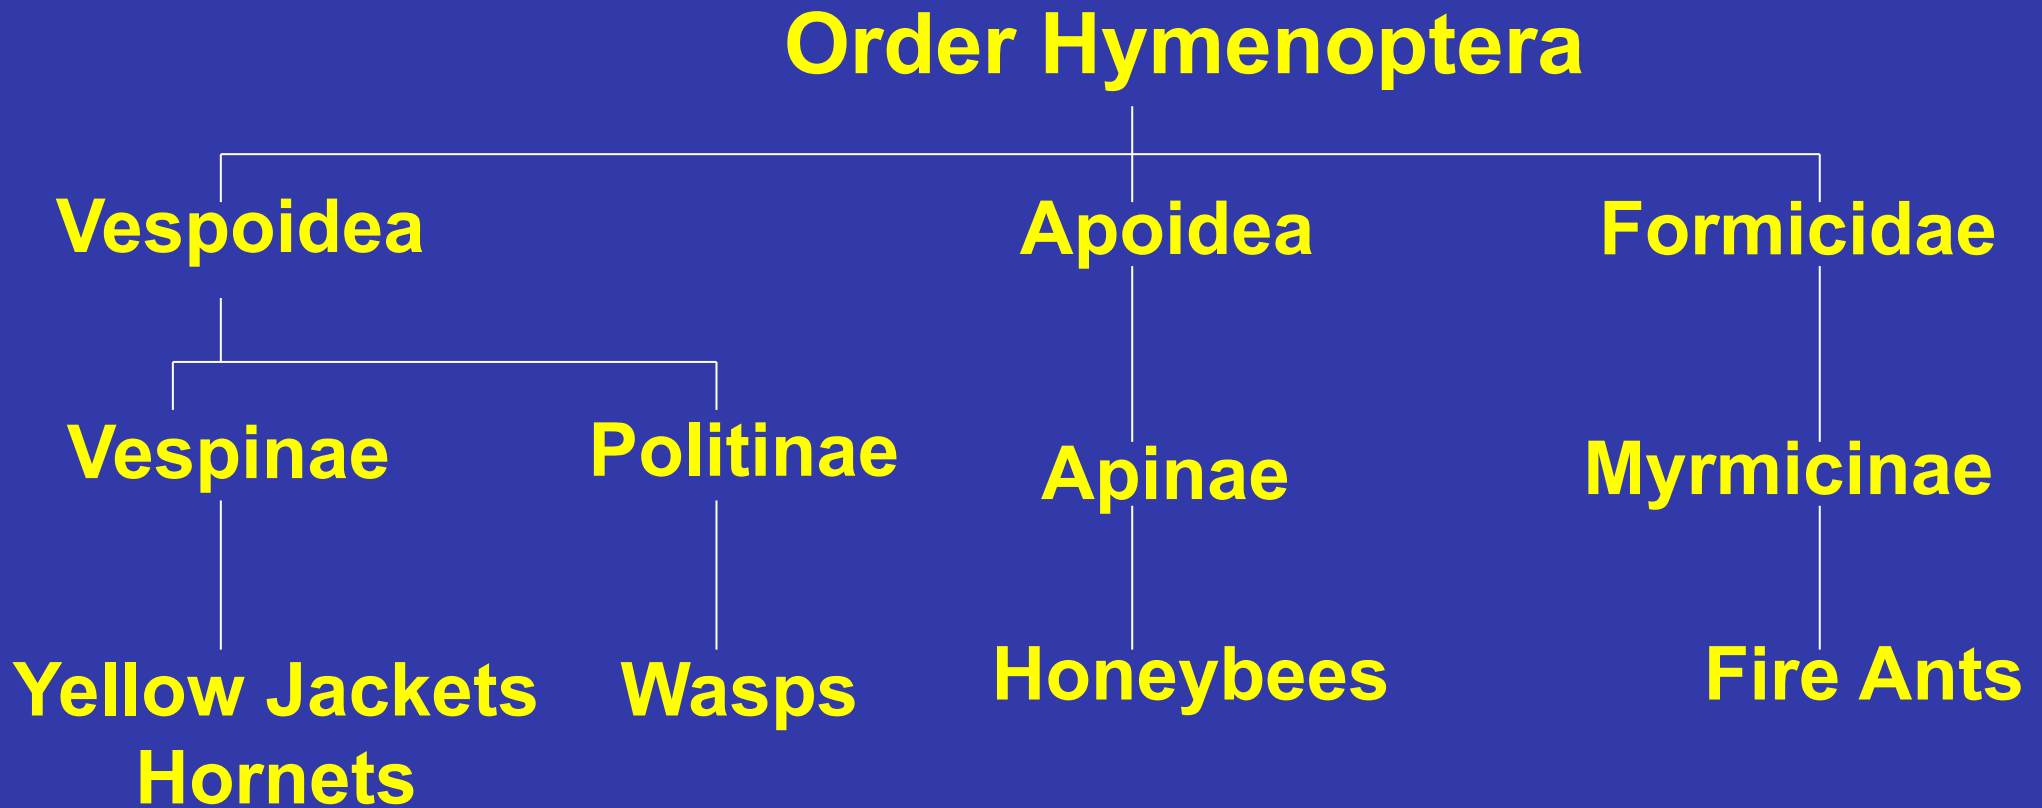 Order Hymenoptera
Vespoidea
Apoidea
Formicidae
Vespinae
Politinae
Apinae
Myrmicinae
Yellow Jackets
Hornets
Wasps
Honeybees
Fire Ants